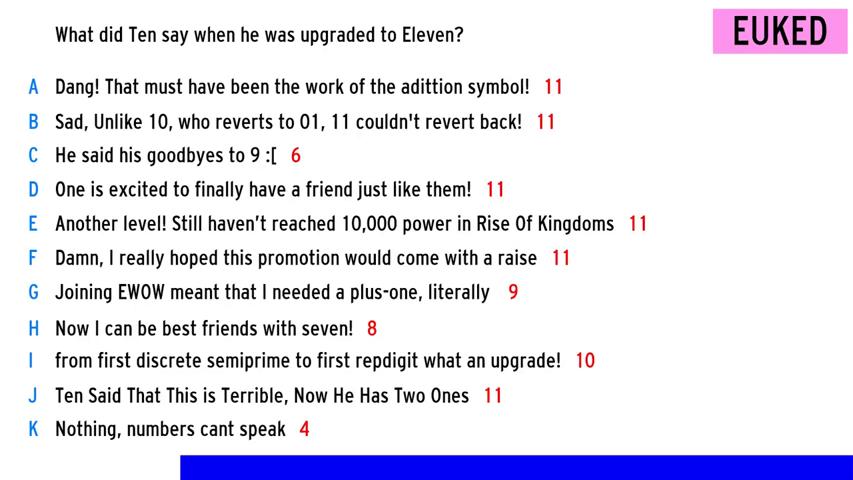 What did Ten say when he was upgraded to Eleven?
EUKED
A Dang! That must have been the work of the adittion symbol! 11
B Sad, Unlike 10, who reverts to 01, 11 couldn't revert back! 11
C He said his goodbyes to 9 :[ 6
D One is excited to finally have a friend just like them! 11
E Another level! Still haven't reached 10,000 power in Rise Of Kingdoms 11
F Damn, I really hoped this promotion would come with a raise 11
G Joining EWOW meant that I needed a plus-one, literally 9
H Now I can be best friends with seven! 8
I from first discrete semiprime to first repdigit what an upgrade! 10
J Ten Said That This is Terrible, Now He Has Two Ones 11
K Nothing, numbers cant speak 4